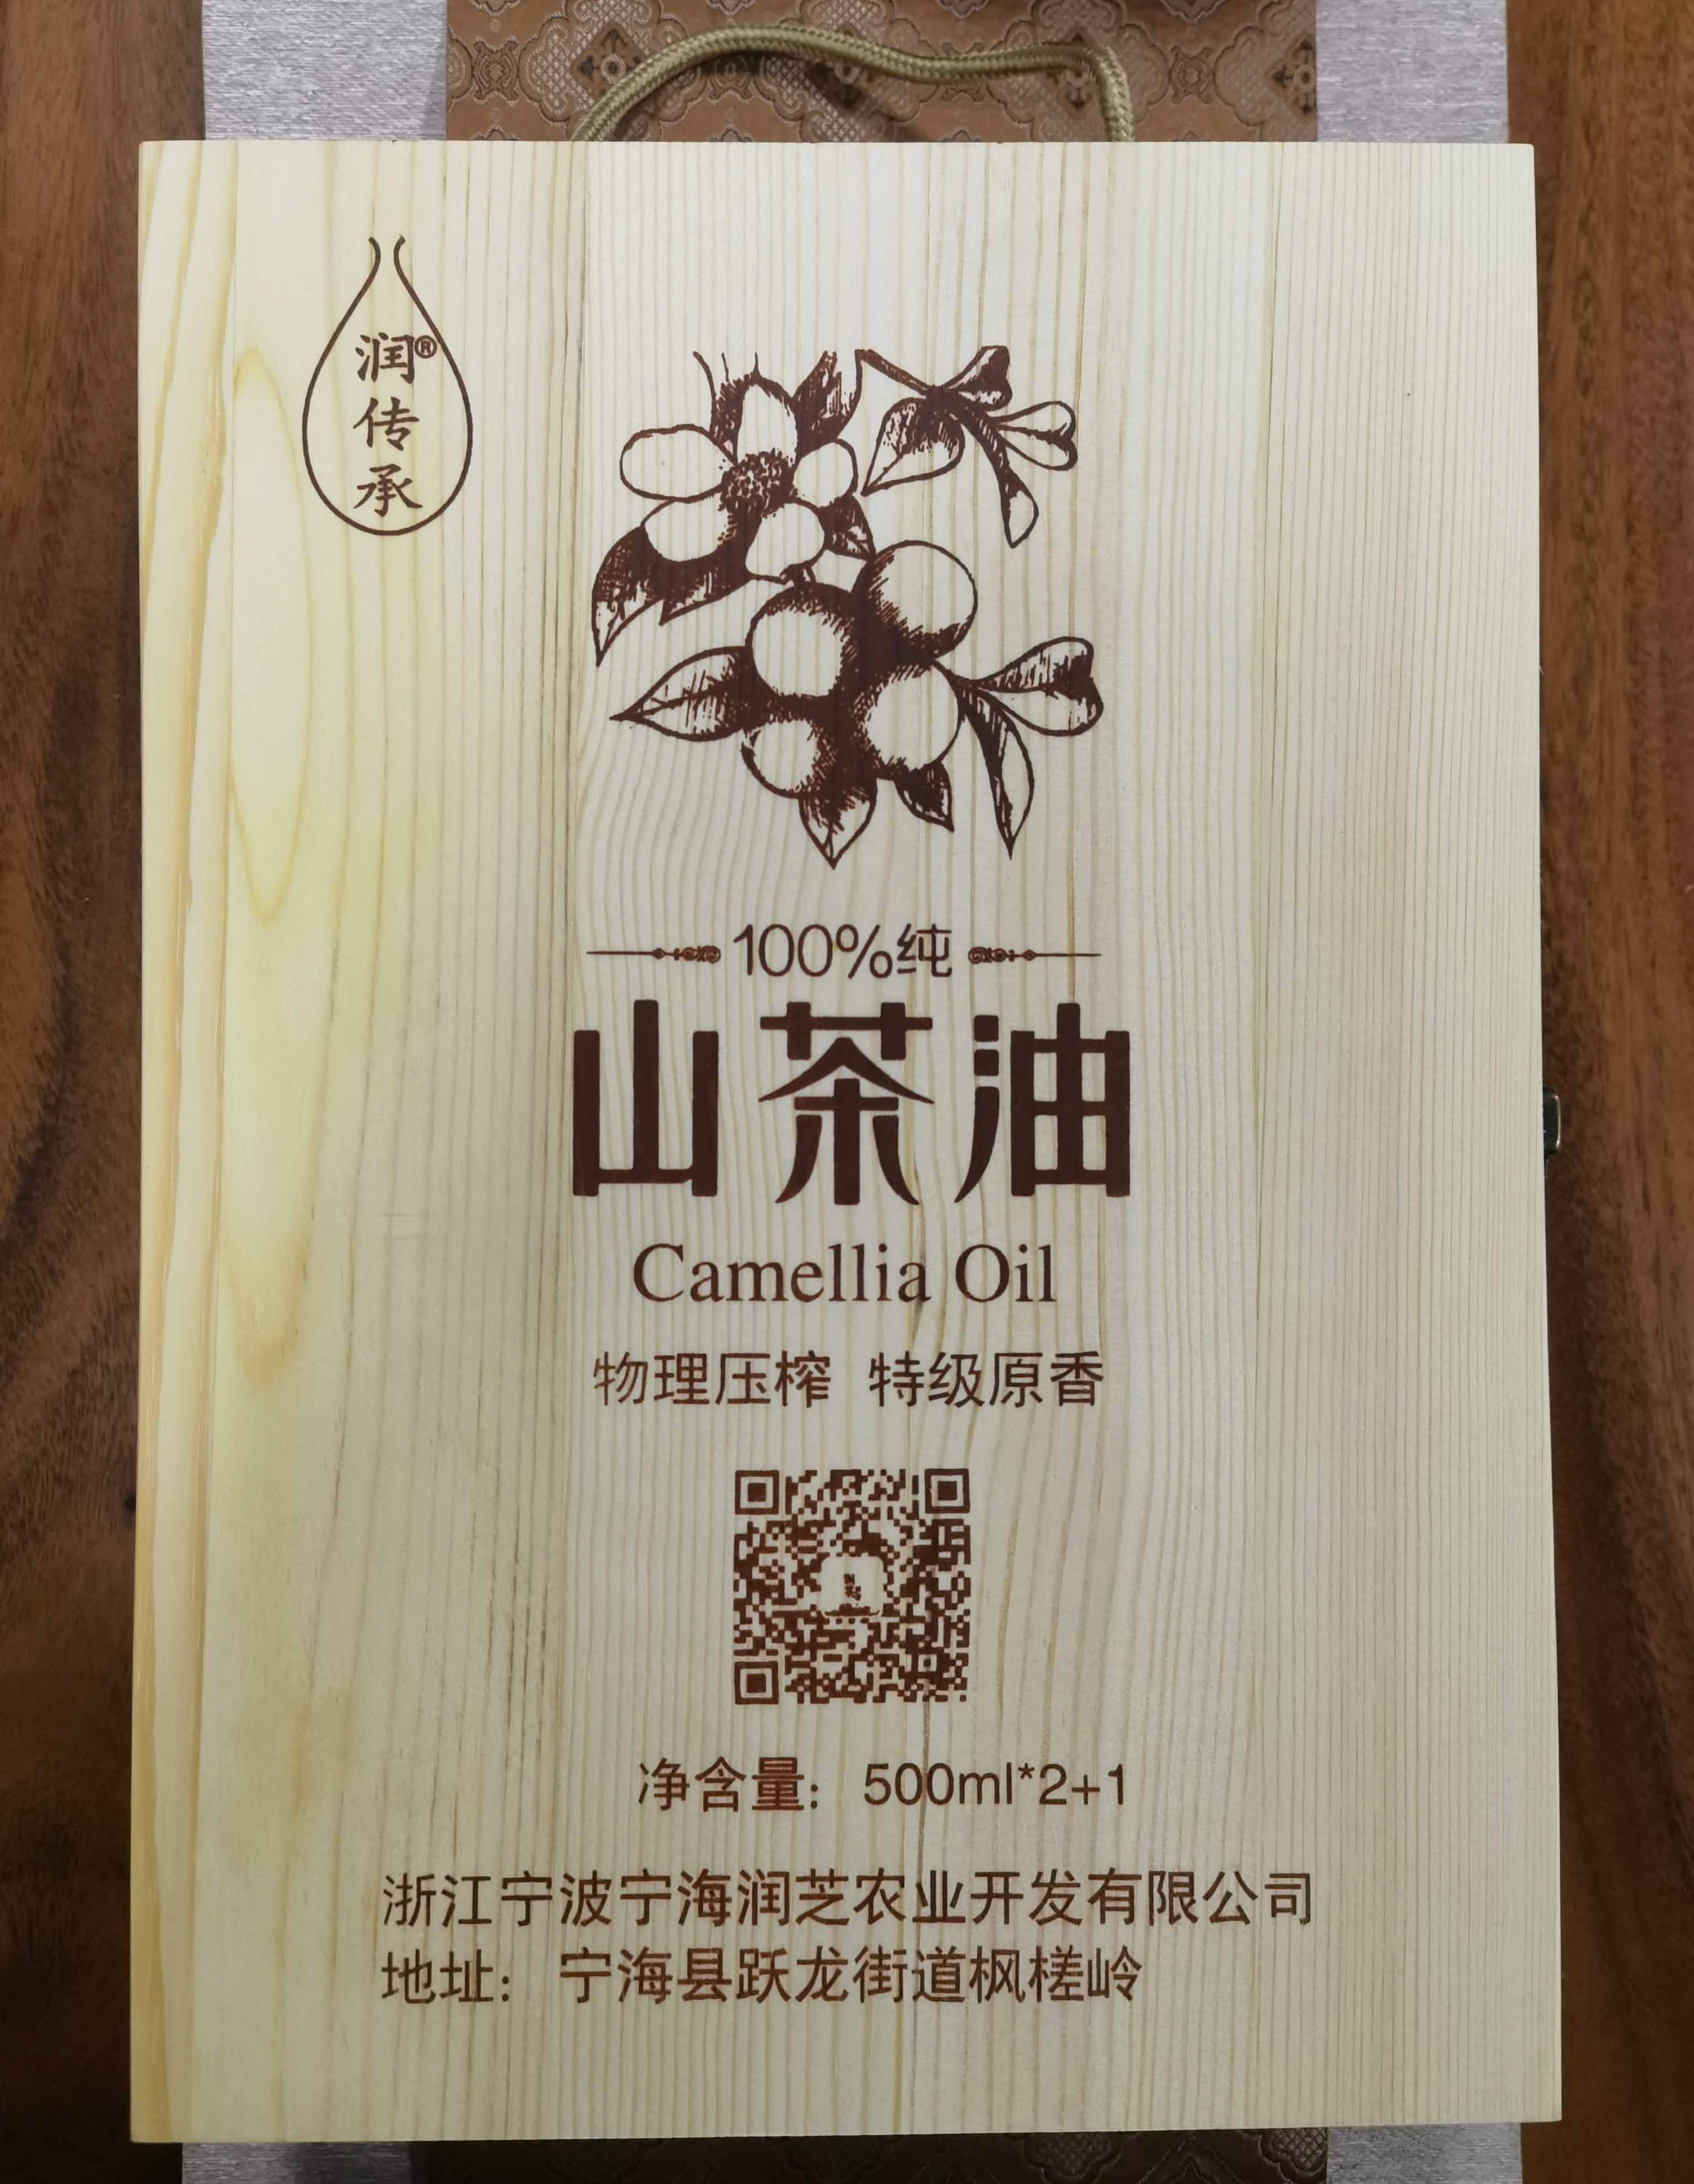 润®
传
承
100%纯
山茶油
Camellia Oil
物理压榨 特级原香
净含量：500ml*2+1
浙江宁波宁海润芝农业开发有限公司
地址：宁海县跃龙街道枫槎岭